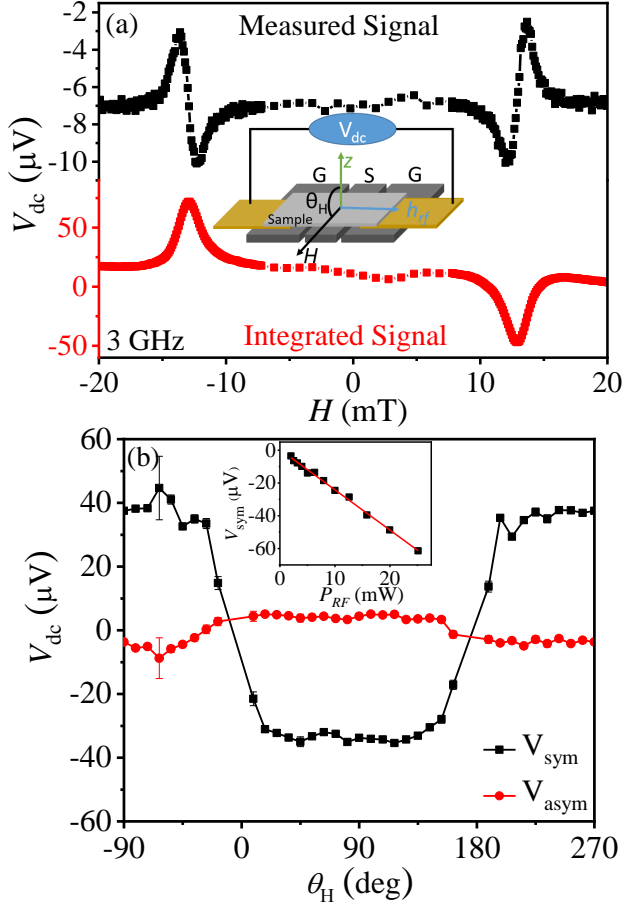 (a)
Measured Signal
-2
-4
-6
-8
-10
V_dc
G S G
z
θ_H
Sample
h_rf
H
V_dc (μV)
50
0
-50
3 GHz
Integrated Signal
-20 -10 0 10 20
H (mT)
(b)
60
40
20
0
-20
-40
-60
V_dc (μV)
0
-20
-40
-60
V_sym (μV)
0 10 20
P_RF (mW)
V_sym
V_asym
-90 0 90 180 270
θ_H (deg)